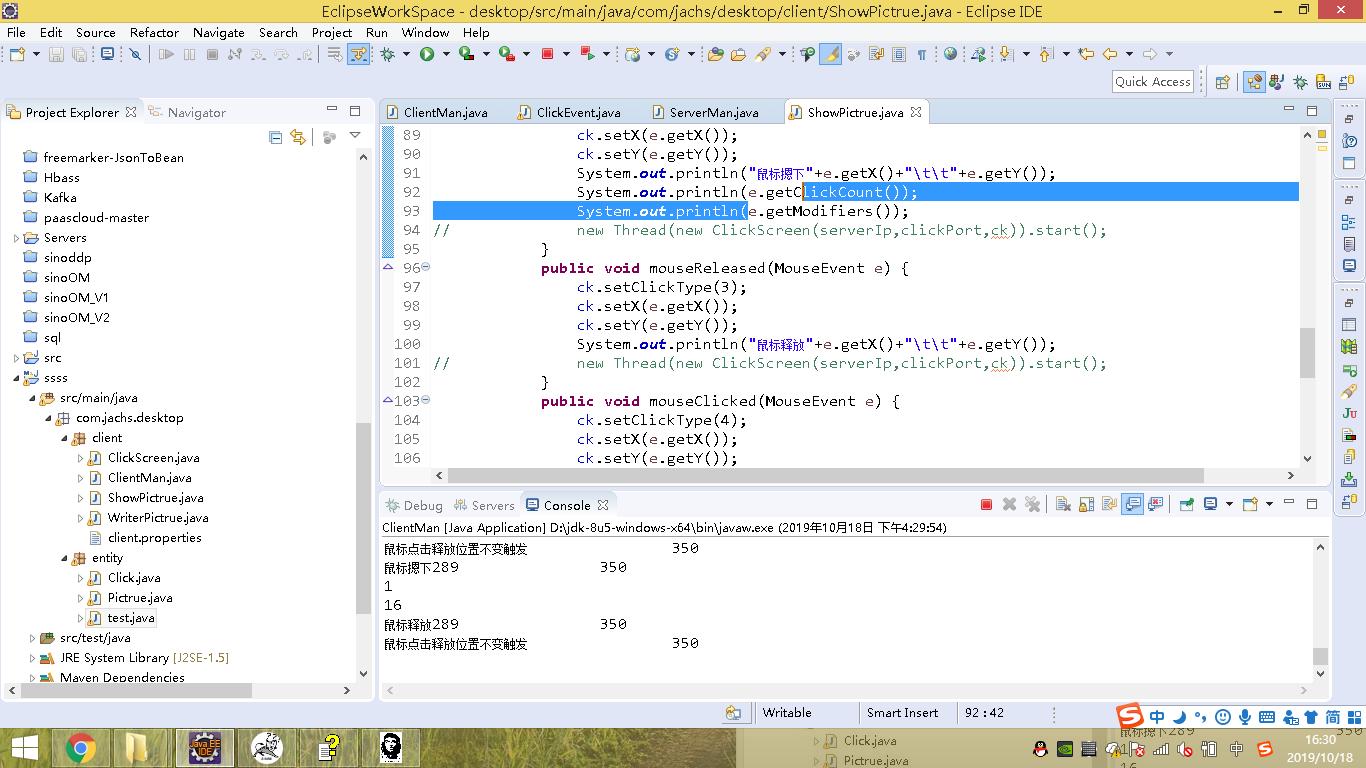 EclipseWorkSpace - desktop/src/main/java/com/jachs/desktop/client/ShowPictrue.java - Eclipse IDE
File Edit Source Refactor Navigate Search Project Run Window Help
Quick Access
Project Explorer Navigator
freemarker-JsonToBean
Hbass
Kafka
paascloud-master
Servers
sinoddp
sinoOM
sinoOM_V1
sinoOM_V2
sql
src
ssss
src/main/java
com.jachs.desktop
client
ClickScreen.java
ClientMan.java
ShowPictrue.java
WriterPictrue.java
client.properties
entity
Click.java
Pictrue.java
test.java
src/test/java
JRE System Library [J2SE-1.5]
Maven Dependencies
ClientMan.java ClickEvent.java ServerMan.java ShowPictrue.java
89 ck.setX(e.getX());
90 ck.setY(e.getY());
91 System.out.println("鼠标摁下"+e.getX()+"\t\t"+e.getY());
92 System.out.println(e.getClickCount());
93 System.out.println(e.getModifiers());
94 // new Thread(new ClickScreen(serverIp,clickPort,ck)).start();
95 }
96 public void mouseReleased(MouseEvent e) {
97 ck.setClickType(3);
98 ck.setX(e.getX());
99 ck.setY(e.getY());
100 System.out.println("鼠标释放"+e.getX()+"\t\t"+e.getY());
101 // new Thread(new ClickScreen(serverIp,clickPort,ck)).start();
102 }
103 public void mouseClicked(MouseEvent e) {
104 ck.setClickType(4);
105 ck.setX(e.getX());
106 ck.setY(e.getY());
Debug Servers Console
ClientMan [Java Application] D:\jdk-8u5-windows-x64\bin\javaw.exe (2019年10月18日 下午4:29:54)
鼠标点击释放位置不变触发 350
鼠标摁下289 350
1
16
鼠标释放289 350
鼠标点击释放位置不变触发 350
Writable Smart Insert 92 : 42
中 简
Java EE
IDE
Click.java
Pictrue.java
中
16:30
2019/10/18